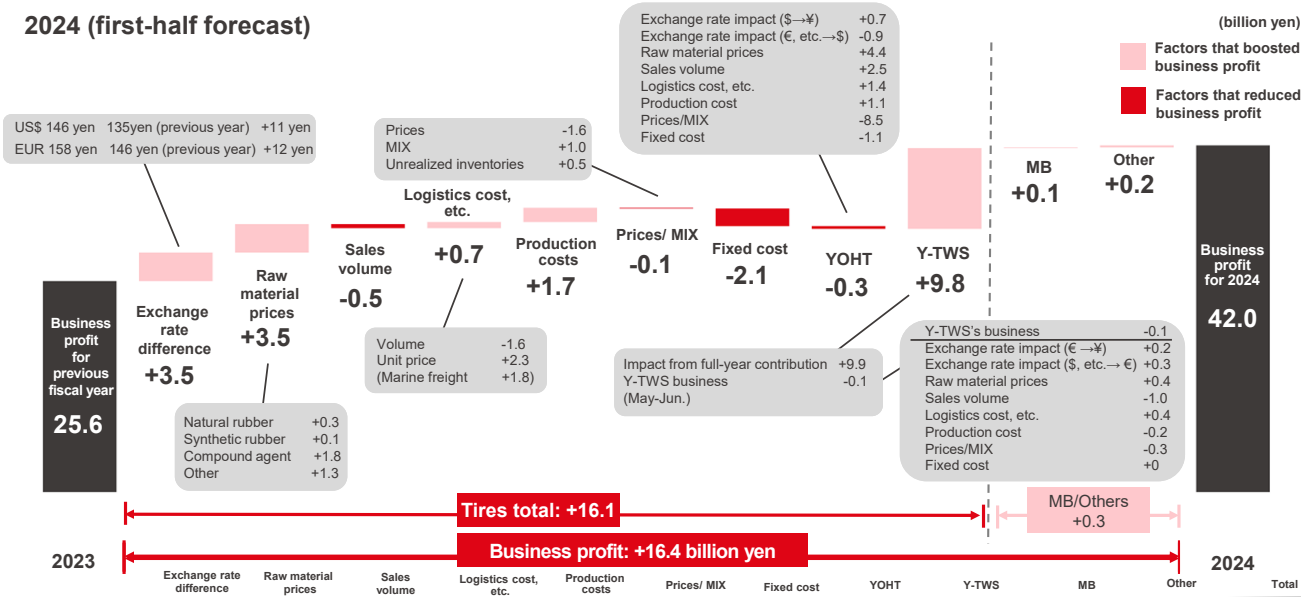 2024 (first-half forecast)
(billion yen)
Factors that boosted
business profit
Factors that reduced
business profit
US$ 146 yen 135yen (previous year) +11 yen
EUR 158 yen 146 yen (previous year) +12 yen
Prices -1.6
MIX +1.0
Unrealized inventories +0.5
Exchange rate impact ($→¥) +0.7
Exchange rate impact (€, etc.→$) -0.9
Raw material prices +4.4
Sales volume +2.5
Logistics cost, etc. +1.4
Production cost +1.1
Prices/MIX -8.5
Fixed cost -1.1
Business
profit
for
previous
fiscal year
25.6
Exchange
rate
difference
+3.5
Raw
material
prices
+3.5
Sales
volume
-0.5
Logistics cost,
etc.
+0.7
Production
costs
+1.7
Prices/ MIX
-0.1
Fixed cost
-2.1
YOHT
-0.3
Y-TWS
+9.8
MB
+0.1
Other
+0.2
Business
profit
for 2024
42.0
Natural rubber +0.3
Synthetic rubber +0.1
Compound agent +1.8
Other +1.3
Volume -1.6
Unit price +2.3
(Marine freight +1.8)
Impact from full-year contribution +9.9
Y-TWS business -0.1
(May-Jun.)
Y-TWS's business -0.1
Exchange rate impact (€ →¥) +0.2
Exchange rate impact ($, etc.→ €) +0.3
Raw material prices +0.4
Sales volume -1.0
Logistics cost, etc. +0.4
Production cost -0.2
Prices/MIX -0.3
Fixed cost +0
Tires total: +16.1
MB/Others
+0.3
2023
Business profit: +16.4 billion yen
2024
Exchange rate
difference
Raw material
prices
Sales
volume
Logistics cost,
etc.
Production
costs
Prices/ MIX
Fixed cost
YOHT
Y-TWS
MB
Other
Total